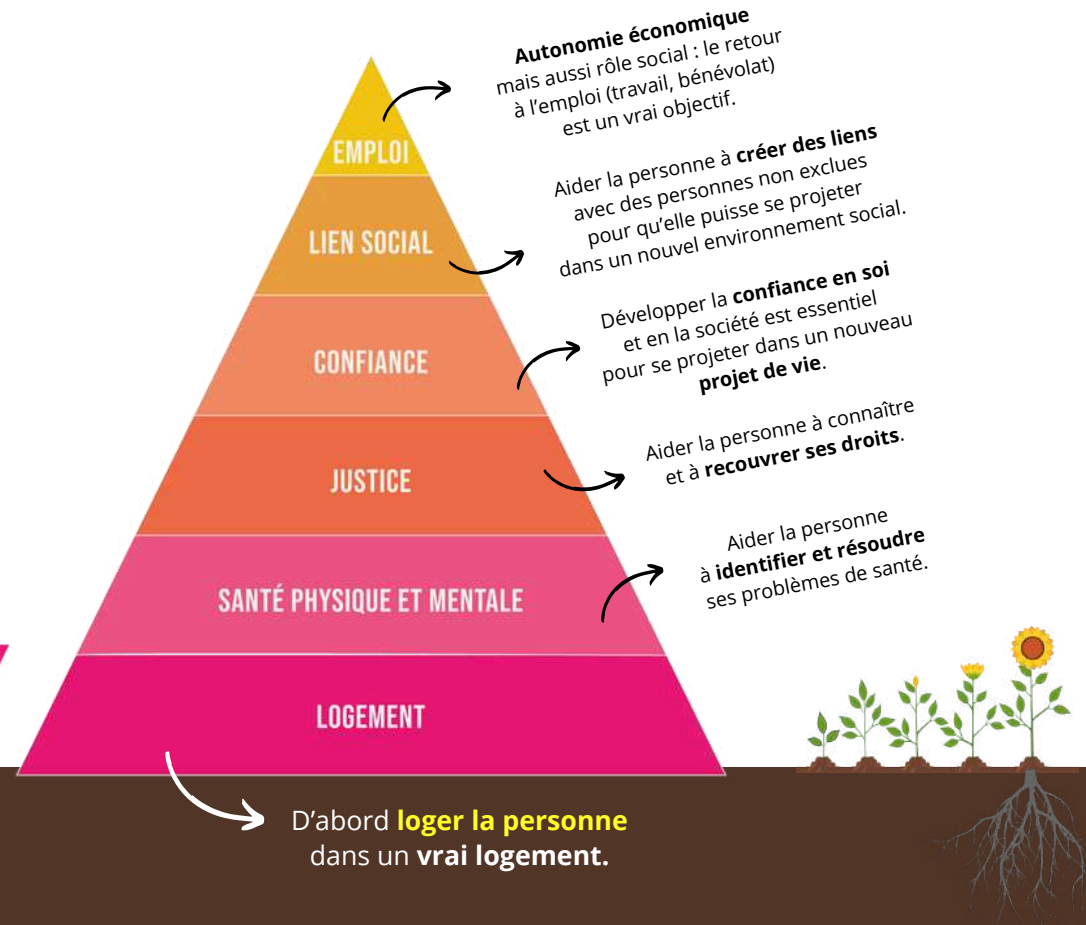 Autonomie économique
mais aussi rôle social : le retour
à l'emploi (travail, bénévolat)
est un vrai objectif.
EMPLOI
Aider la personne à créer des liens
avec des personnes non exclues
pour qu'elle puisse se projeter
dans un nouvel environnement social.
LIEN SOCIAL
Développer la confiance en soi
et en la société est essentiel
pour se projeter dans un nouveau
projet de vie.
CONFIANCE
Aider la personne à connaître
et à recouvrer ses droits.
JUSTICE
Aider la personne
à identifier et résoudre
ses problèmes de santé.
SANTÉ PHYSIQUE ET MENTALE
LOGEMENT
D'abord loger la personne
dans un vrai logement.